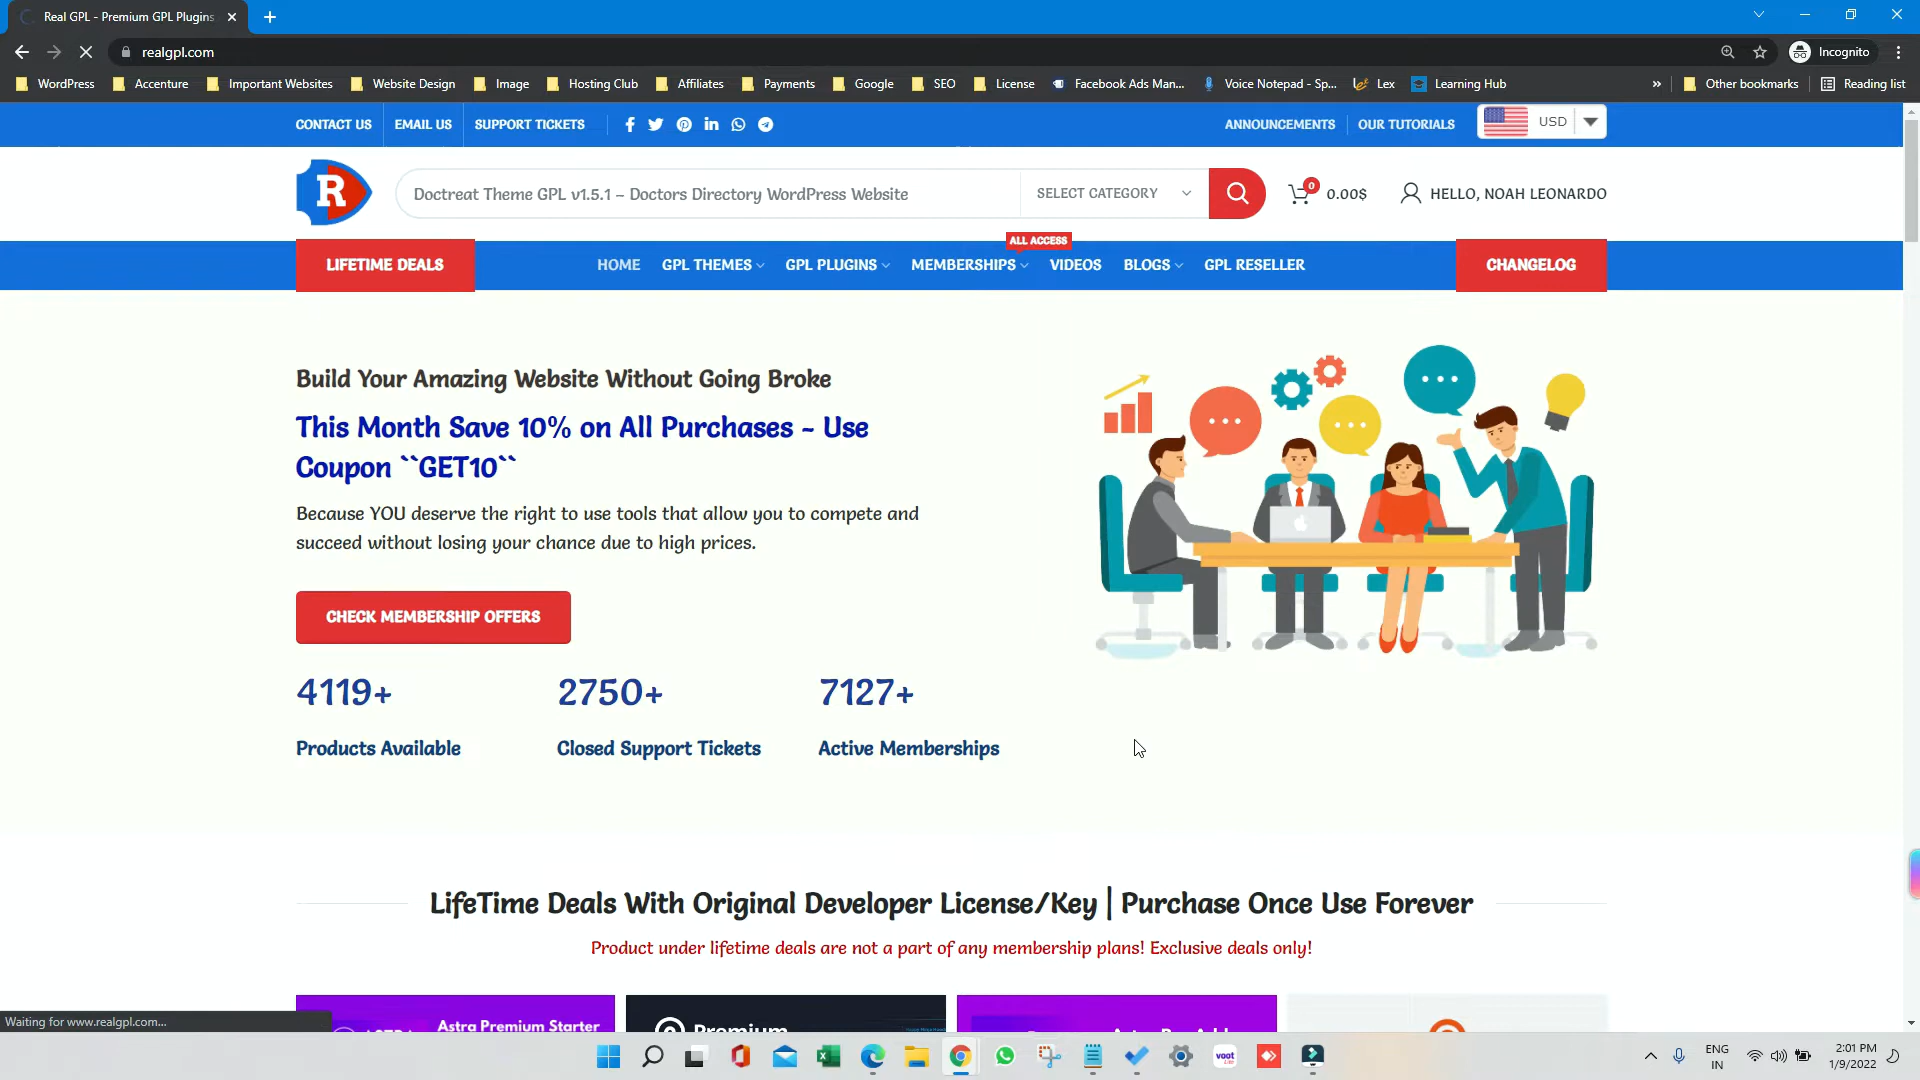 Real GPL - Premium GPL Plugins
realgpl.com
Incognito
WordPress Accenture Important Websites Website Design Image Hosting Club Affiliates Payments Google SEO License Facebook Ads Man... Voice Notepad - Sp... Lex Learning Hub » Other bookmarks Reading list
CONTACT US EMAIL US SUPPORT TICKETS ANNOUNCEMENTS OUR TUTORIALS USD
R
Doctreat Theme GPL v1.5.1 – Doctors Directory WordPress Website SELECT CATEGORY 0 0.00$ HELLO, NOAH LEONARDO
ALL ACCESS
LIFETIME DEALS HOME GPL THEMES GPL PLUGINS MEMBERSHIPS VIDEOS BLOGS GPL RESELLER CHANGELOG
Build Your Amazing Website Without Going Broke
This Month Save 10% on All Purchases ~ Use
Coupon ``GET10``
Because YOU deserve the right to use tools that allow you to compete and
succeed without losing your chance due to high prices.
CHECK MEMBERSHIP OFFERS
4119+ 2750+ 7127+
Products Available Closed Support Tickets Active Memberships
LifeTime Deals With Original Developer License/Key | Purchase Once Use Forever
Product under lifetime deals are not a part of any membership plans! Exclusive deals only!
Astra Premium Starter
Premium
Waiting for www.realgpl.com...
voot
ENG
IN
2:01 PM
1/9/2022